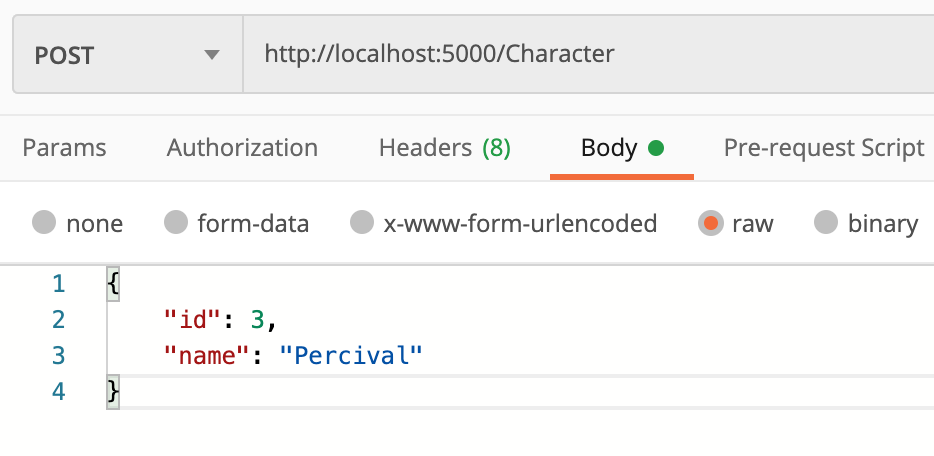 POST http://localhost:5000/Character
Params Authorization Headers (8) Body Pre-request Script
none form-data x-www-form-urlencoded raw binary
1 {
2 "id": 3,
3 "name": "Percival"
4 }